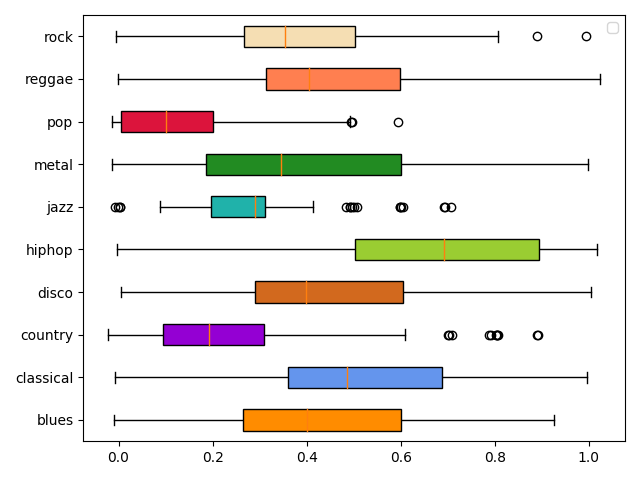 rock
reggae
pop
metal
jazz
hiphop
disco
country
classical
blues
0.0 0.2 0.4 0.6 0.8 1.0